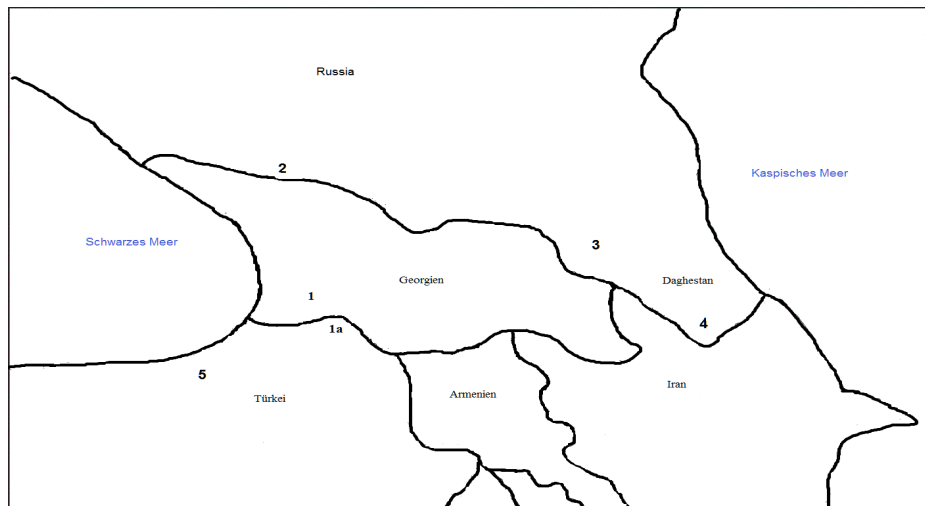 Russia
2
Kaspisches Meer
Schwarzes Meer
3
Georgien
Daghestan
1
1a
4
5
Türkei
Armenien
Iran